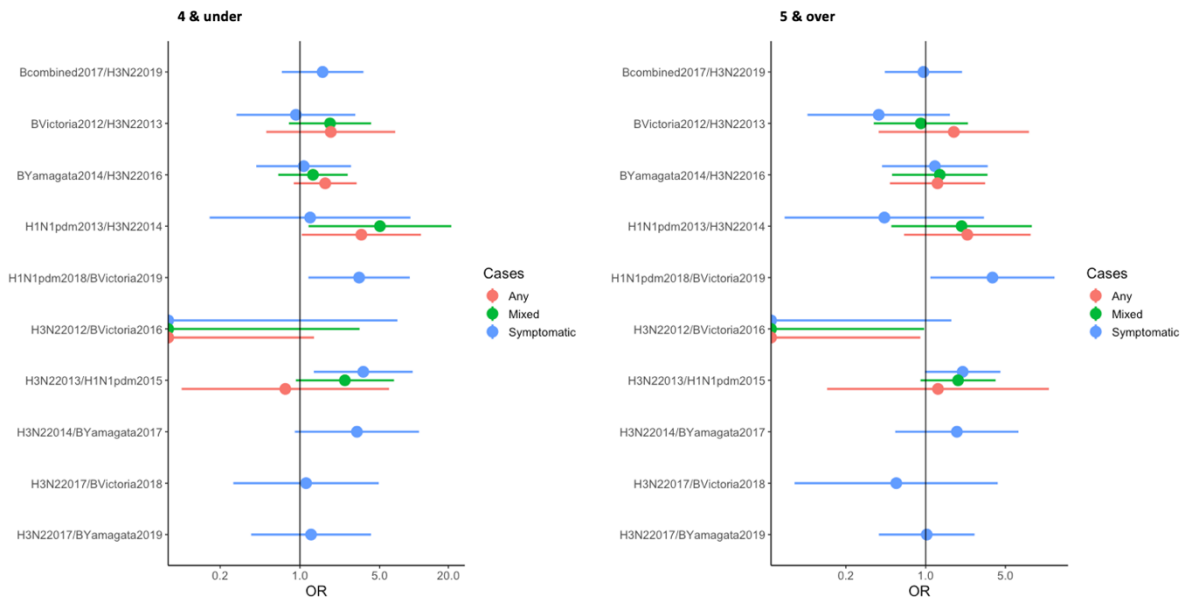 4 & under
Bcombined2017/H3N22019
BVictoria2012/H3N22013
BYamagata2014/H3N22016
H1N1pdm2013/H3N22014
H1N1pdm2018/BVictoria2019
H3N22012/BVictoria2016
H3N22013/H1N1pdm2015
H3N22014/BYamagata2017
H3N22017/BVictoria2018
H3N22017/BYamagata2019
0.2 1.0 5.0 20.0
OR
Cases
Any
Mixed
Symptomatic
5 & over
Bcombined2017/H3N22019
BVictoria2012/H3N22013
BYamagata2014/H3N22016
H1N1pdm2013/H3N22014
H1N1pdm2018/BVictoria2019
H3N22012/BVictoria2016
H3N22013/H1N1pdm2015
H3N22014/BYamagata2017
H3N22017/BVictoria2018
H3N22017/BYamagata2019
0.2 1.0 5.0
OR
Cases
Any
Mixed
Symptomatic